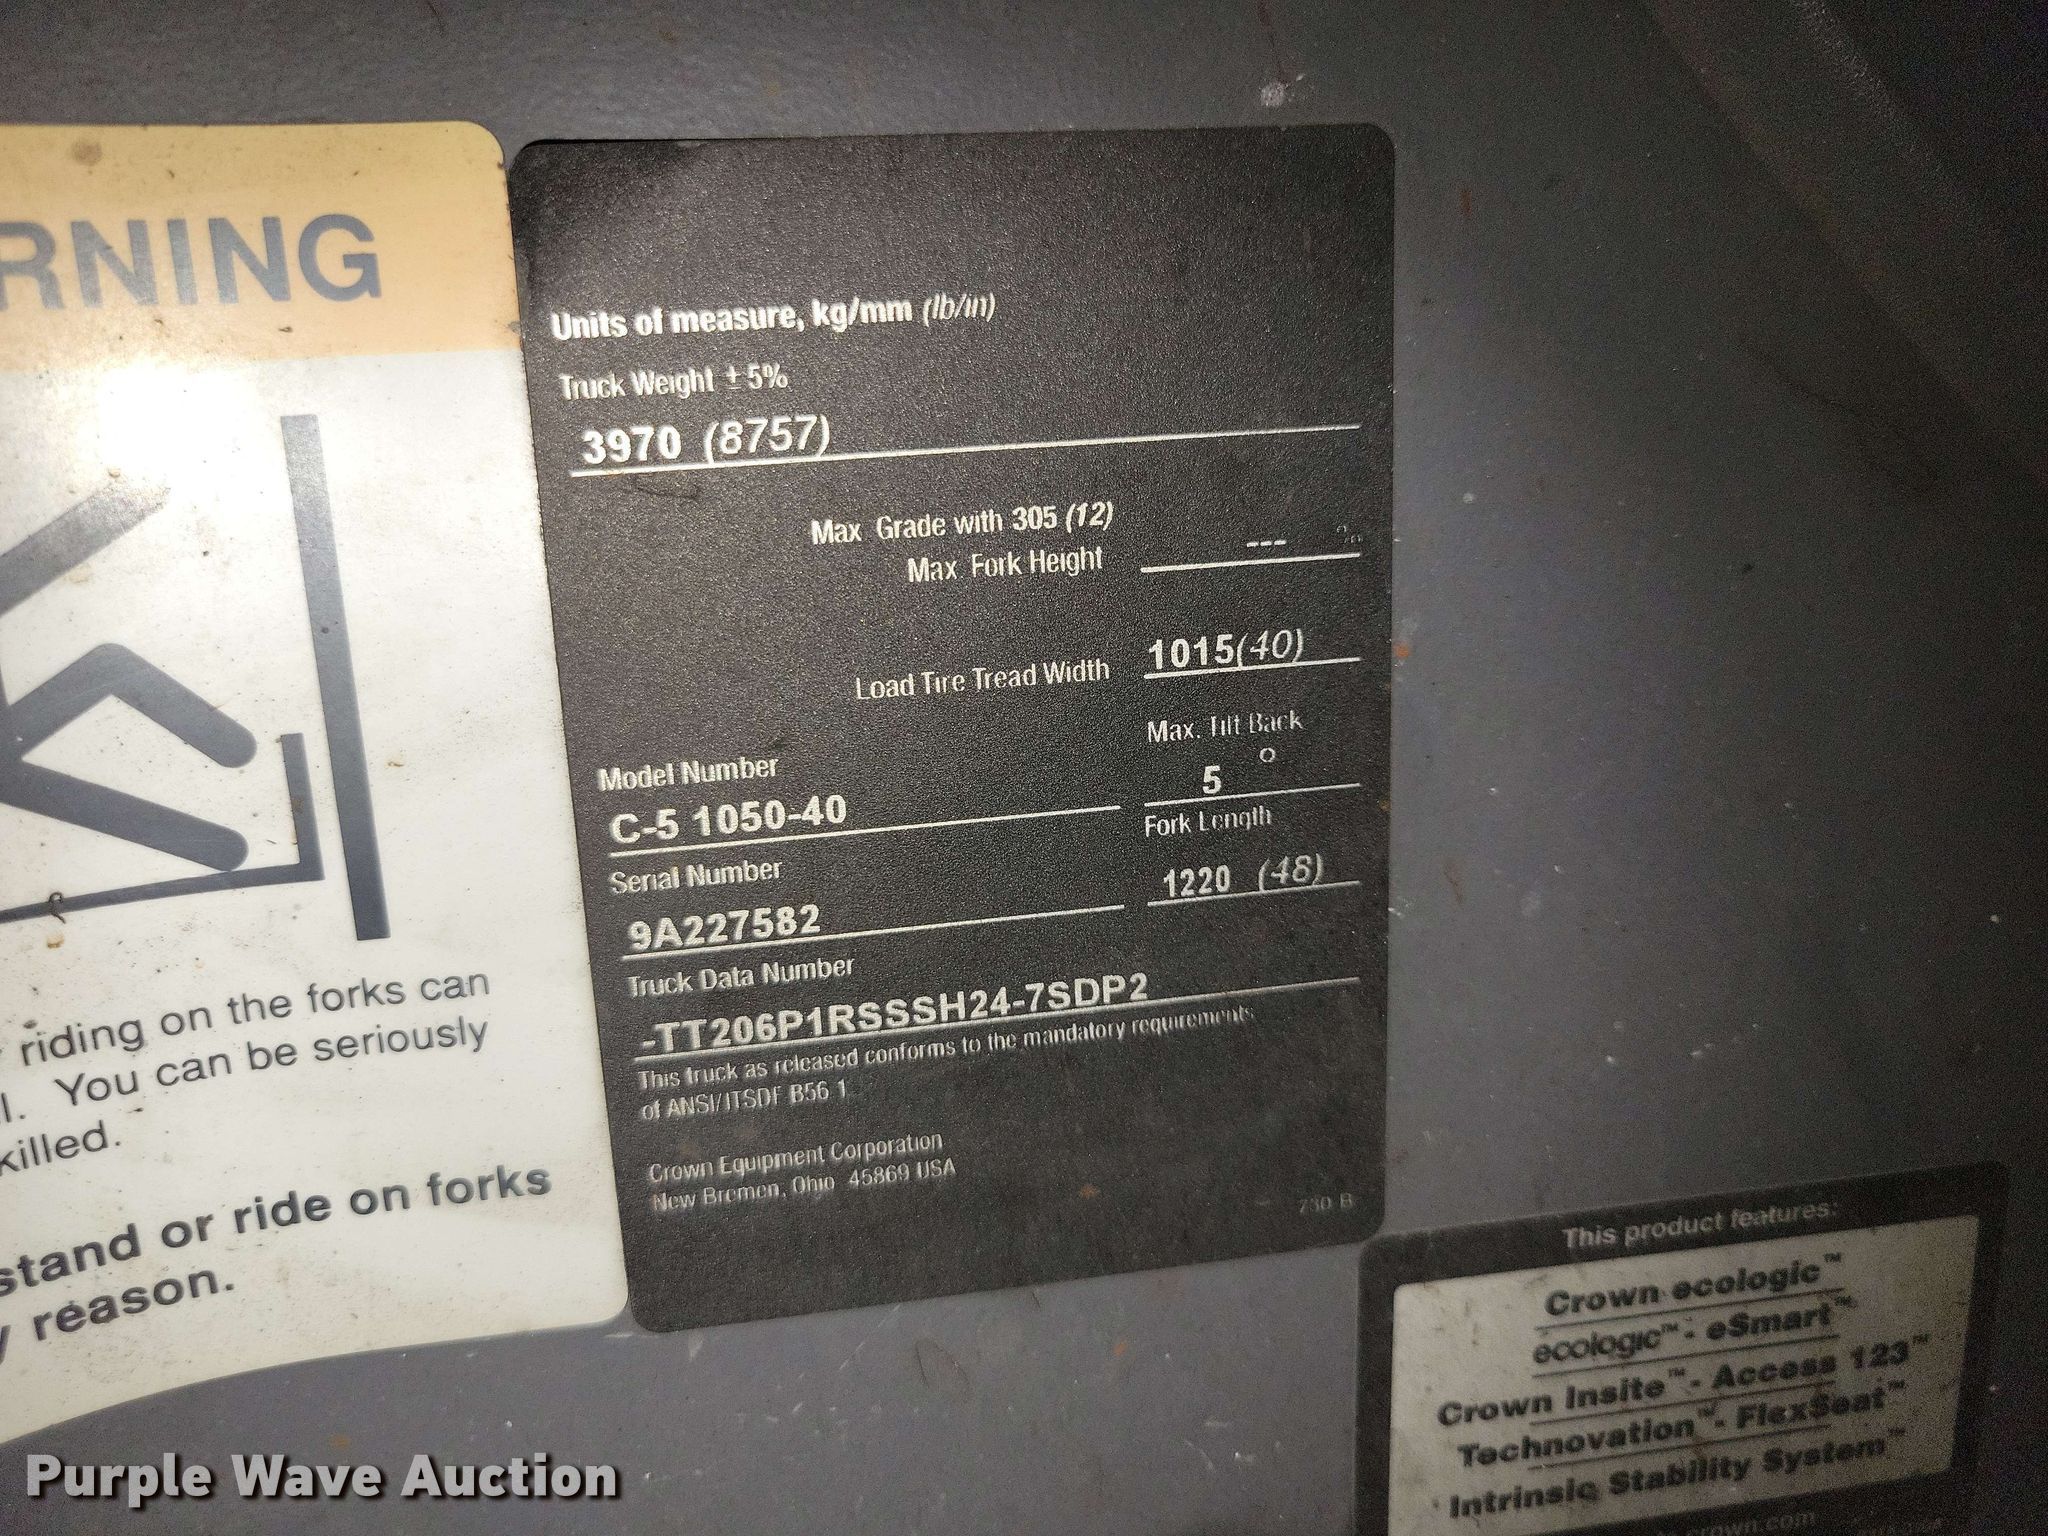 RNING
riding on the forks can
l. You can be seriously
killed.
stand or ride on forks
y reason.
Units of measure, kg/mm (lb/in)
Truck Weight ± 5%
3970 (8757)
Max Grade with 305 (12)
Max Fork Height --- %
Load Tire Tread Width 1015(40)
Max. Tilt Back
5 °
Model Number
C-5 1050-40
Fork Length
1220 (48)
Serial Number
9A227582
Truck Data Number
-TT206P1RSSSH24-7SDP2
This truck as released conforms to the mandatory requirements
of ANSI/ITSDF B56 1
Crown Equipment Corporation
New Bremen, Ohio 45869 USA
730 B
This product features:
Crown ecologic™
ecologic™ - eSmart™
Crown Insite™ - Access 123™
Technovation™ - FlexSeat™
Intrinsic Stability System™
crown.com
Purple Wave Auction